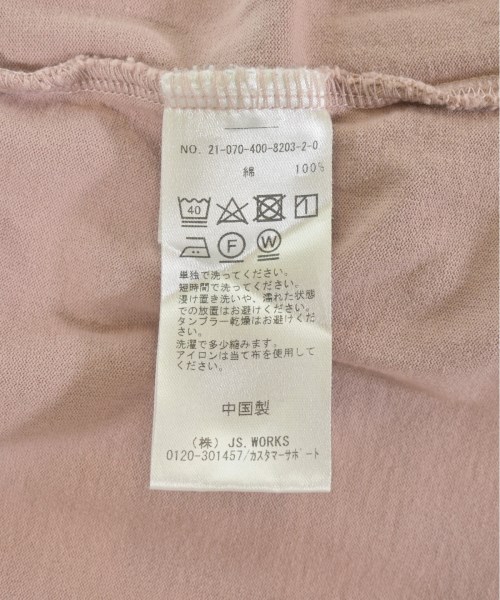 NO. 21-070-400-8203-2-0
綿 100%
40
F W
単独で洗ってください。
短時間で洗ってください。
浸け置き洗いや、濡れた状態
での放置はお避けください。
タンブラー乾燥はお避けくだ
さい。
洗濯で多少縮みます。
アイロンは当て布を使用して
ください。
中国製
(株) JS.WORKS
0120-301457/カスタマーサポート